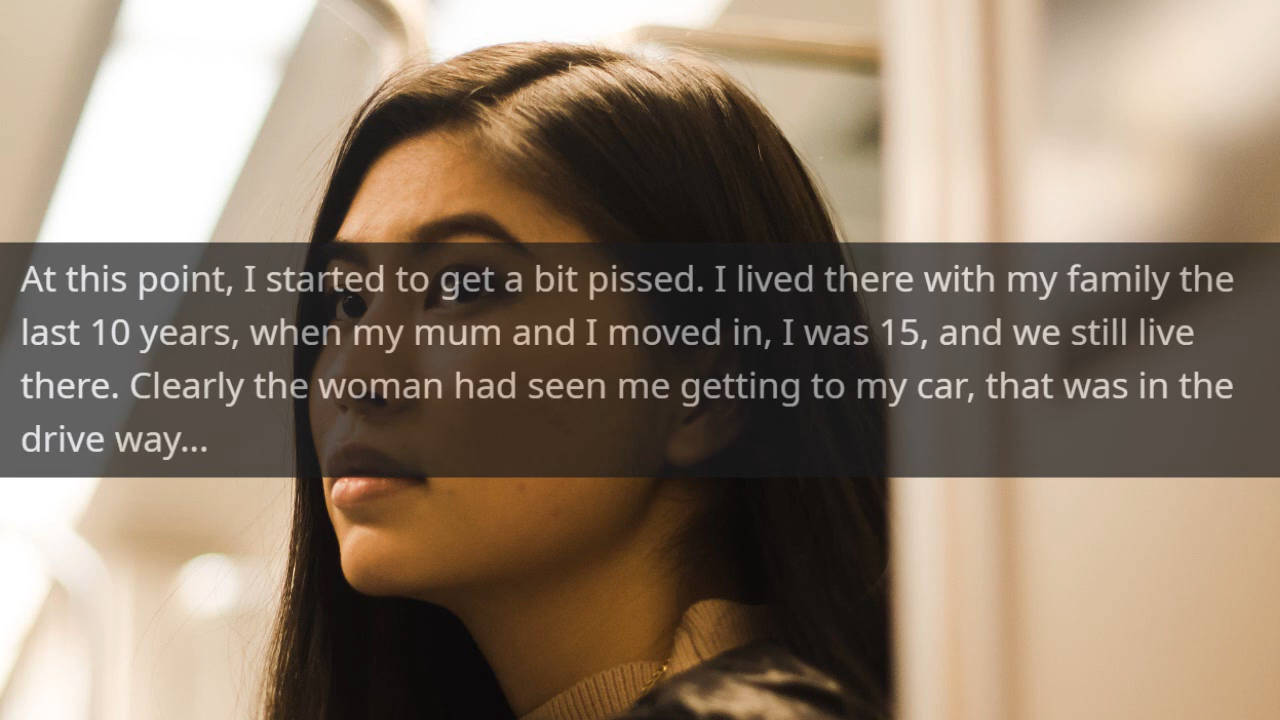 At this point, I started to get a bit pissed. I lived there with my family the
last 10 years, when my mum and I moved in, I was 15, and we still live
there. Clearly the woman had seen me getting to my car, that was in the
drive way...